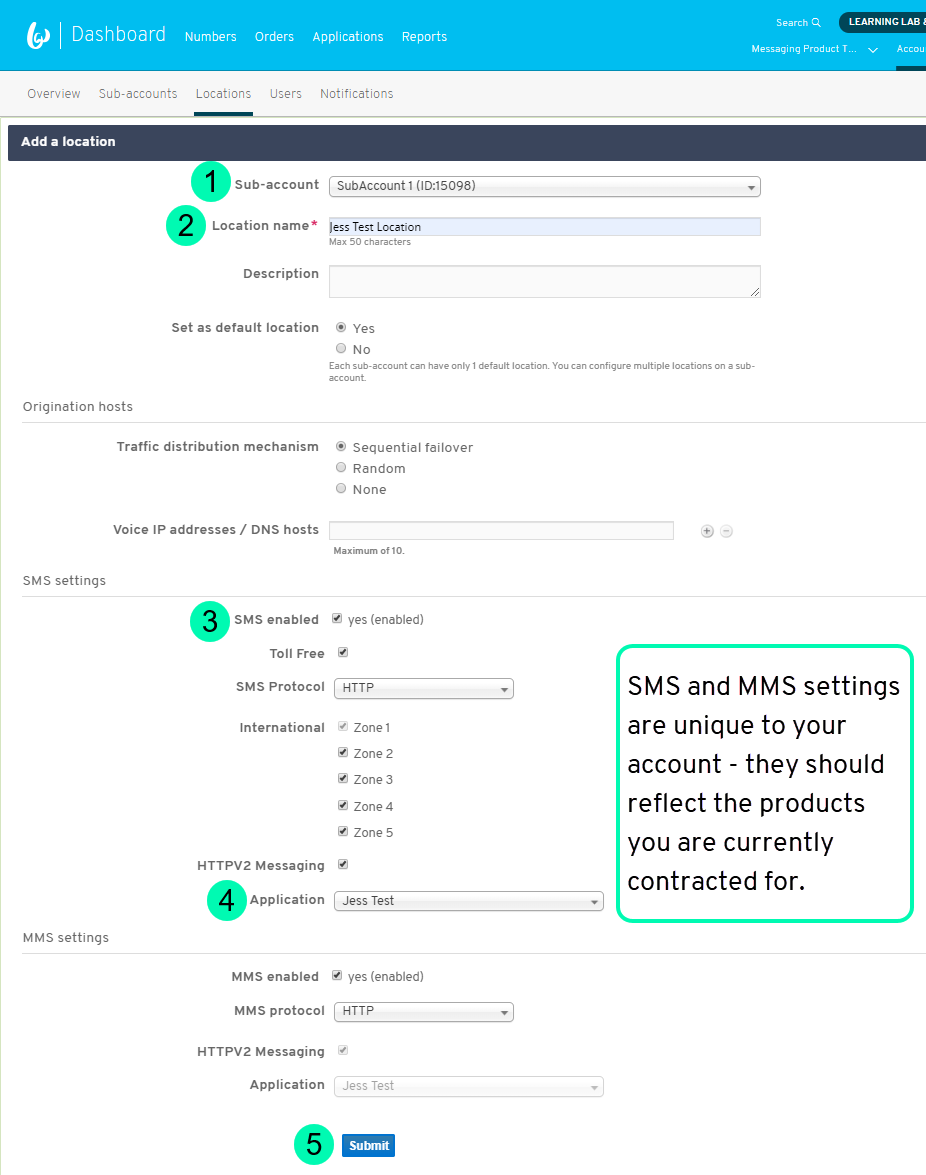 Dashboard Numbers Orders Applications Reports
Search
LEARNING LAB &
Messaging Product T...
Accou
Overview Sub-accounts Locations Users Notifications
Add a location
1 Sub-account SubAccount 1 (ID:15098)
2 Location name* Jess Test Location
Max 50 characters
Description
Set as default location Yes
No
Each sub-account can have only 1 default location. You can configure multiple locations on a sub-
account.
Origination hosts
Traffic distribution mechanism Sequential failover
Random
None
Voice IP addresses / DNS hosts
Maximum of 10.
SMS settings
3 SMS enabled yes (enabled)
Toll Free
SMS Protocol HTTP
International Zone 1
Zone 2
Zone 3
Zone 4
Zone 5
HTTPV2 Messaging
4 Application Jess Test
SMS and MMS settings
are unique to your
account - they should
reflect the products
you are currently
contracted for.
MMS settings
MMS enabled yes (enabled)
MMS protocol HTTP
HTTPV2 Messaging
Application Jess Test
5 Submit